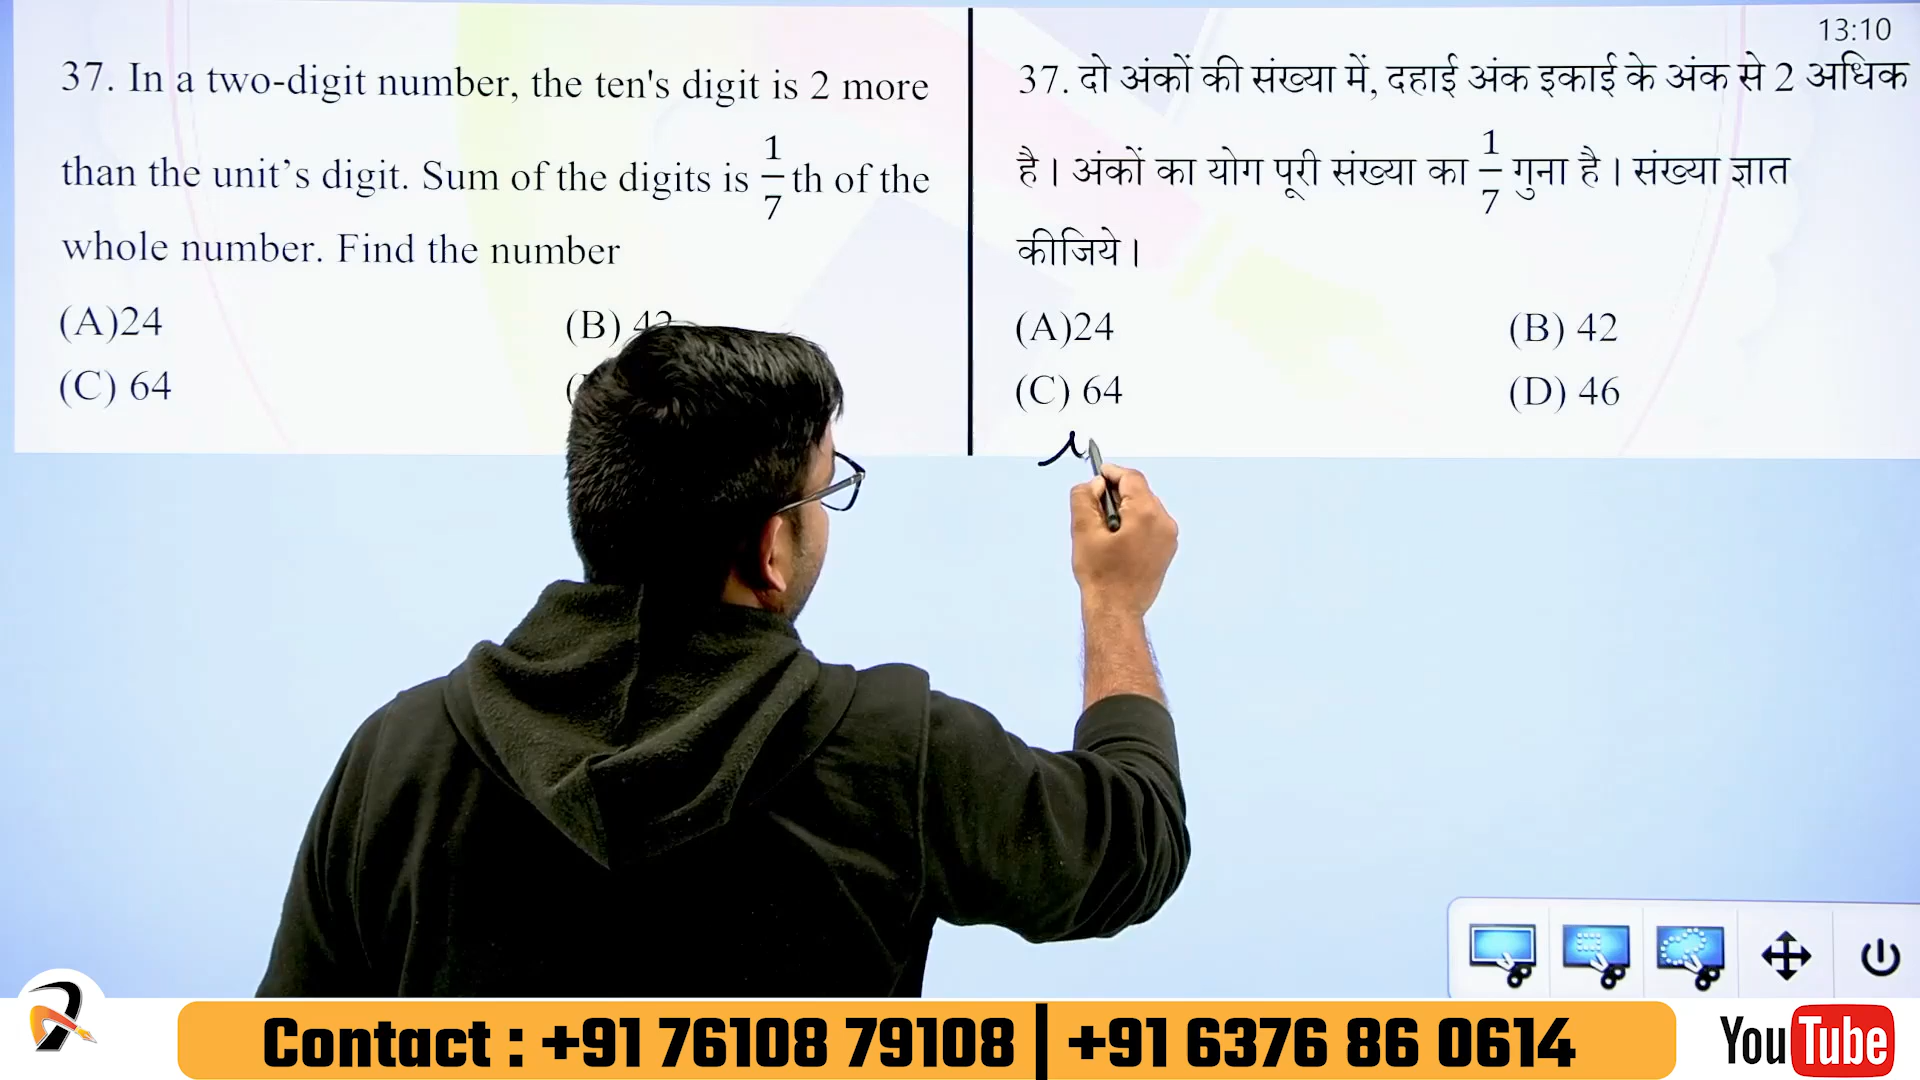 13:10
37. In a two-digit number, the ten's digit is 2 more
than the unit’s digit. Sum of the digits is 1/7 th of the
whole number. Find the number
(A)24 (B) 42
(C) 64
37. दो अंकों की संख्या में, दहाई अंक इकाई के अंक से 2 अधिक
है। अंकों का योग पूरी संख्या का 1/7 गुना है। संख्या ज्ञात
कीजिये।
(A)24 (B) 42
(C) 64 (D) 46
Contact : +91 76108 79108 | +91 6376 86 0614
YouTube